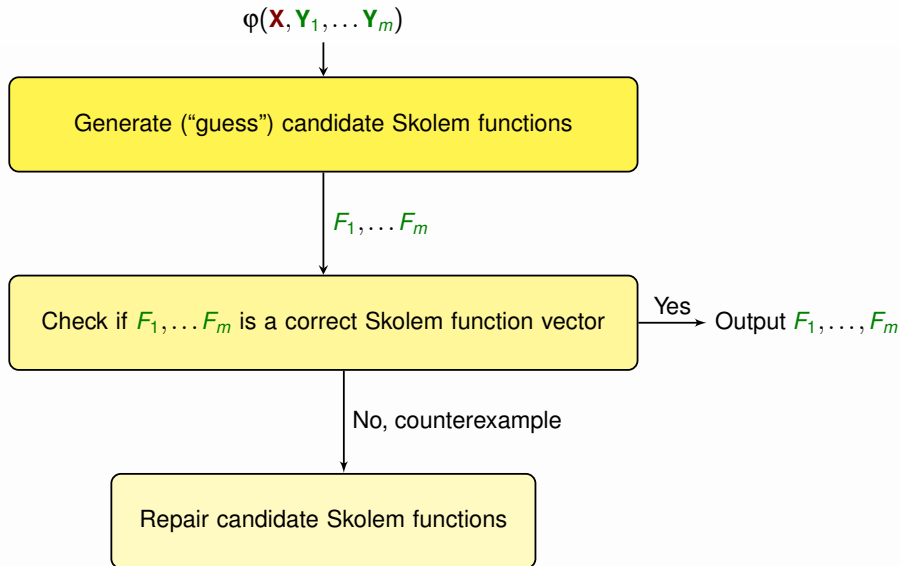 φ(X, Y₁, … Yₘ)
Generate (“guess”) candidate Skolem functions
F₁, … Fₘ
Check if F₁, … Fₘ is a correct Skolem function vector
Yes
Output F₁, …, Fₘ
No, counterexample
Repair candidate Skolem functions